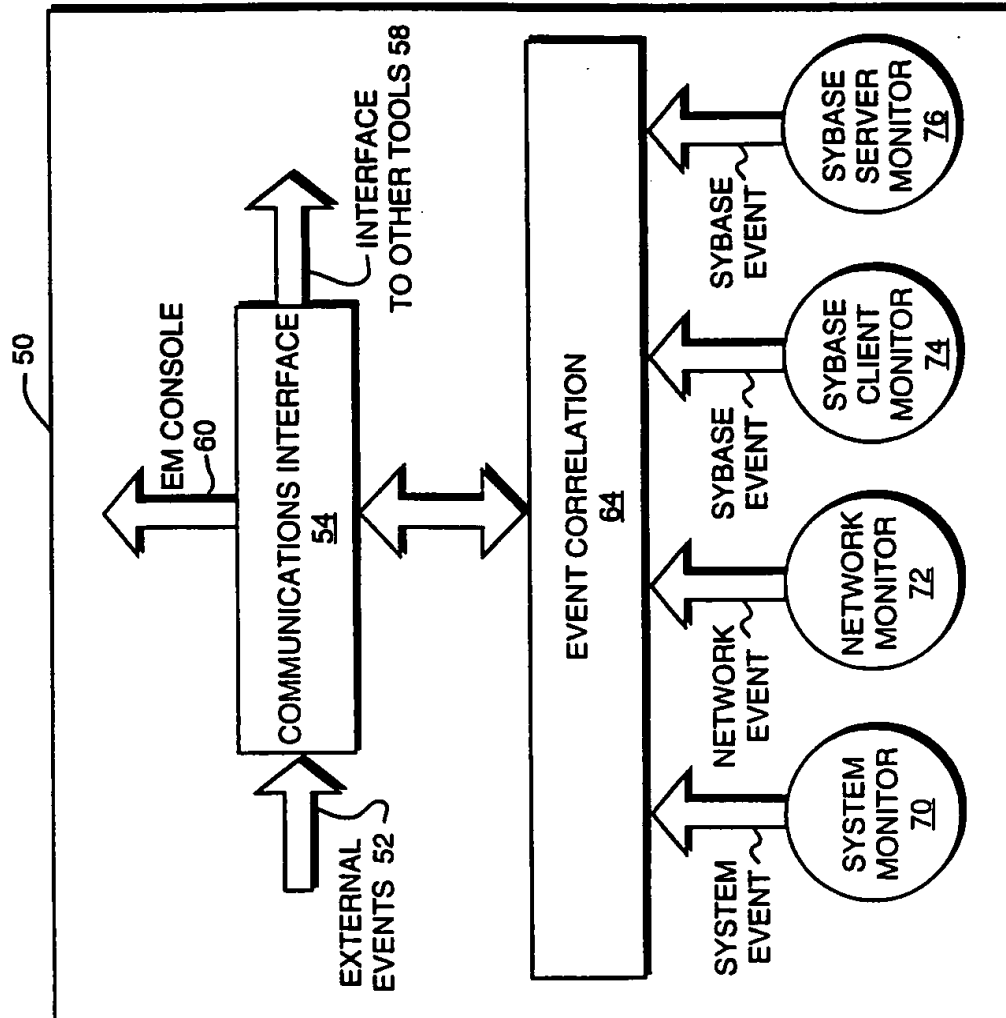 50
EM CONSOLE
60
INTERFACE
TO OTHER TOOLS 58
COMMUNICATIONS INTERFACE
54
EXTERNAL
EVENTS 52
EVENT CORRELATION
64
SYSTEM
EVENT
NETWORK
EVENT
SYBASE
EVENT
SYBASE
EVENT
SYSTEM
MONITOR
70
NETWORK
MONITOR
72
SYBASE
CLIENT
MONITOR
74
SYBASE
SERVER
MONITOR
76